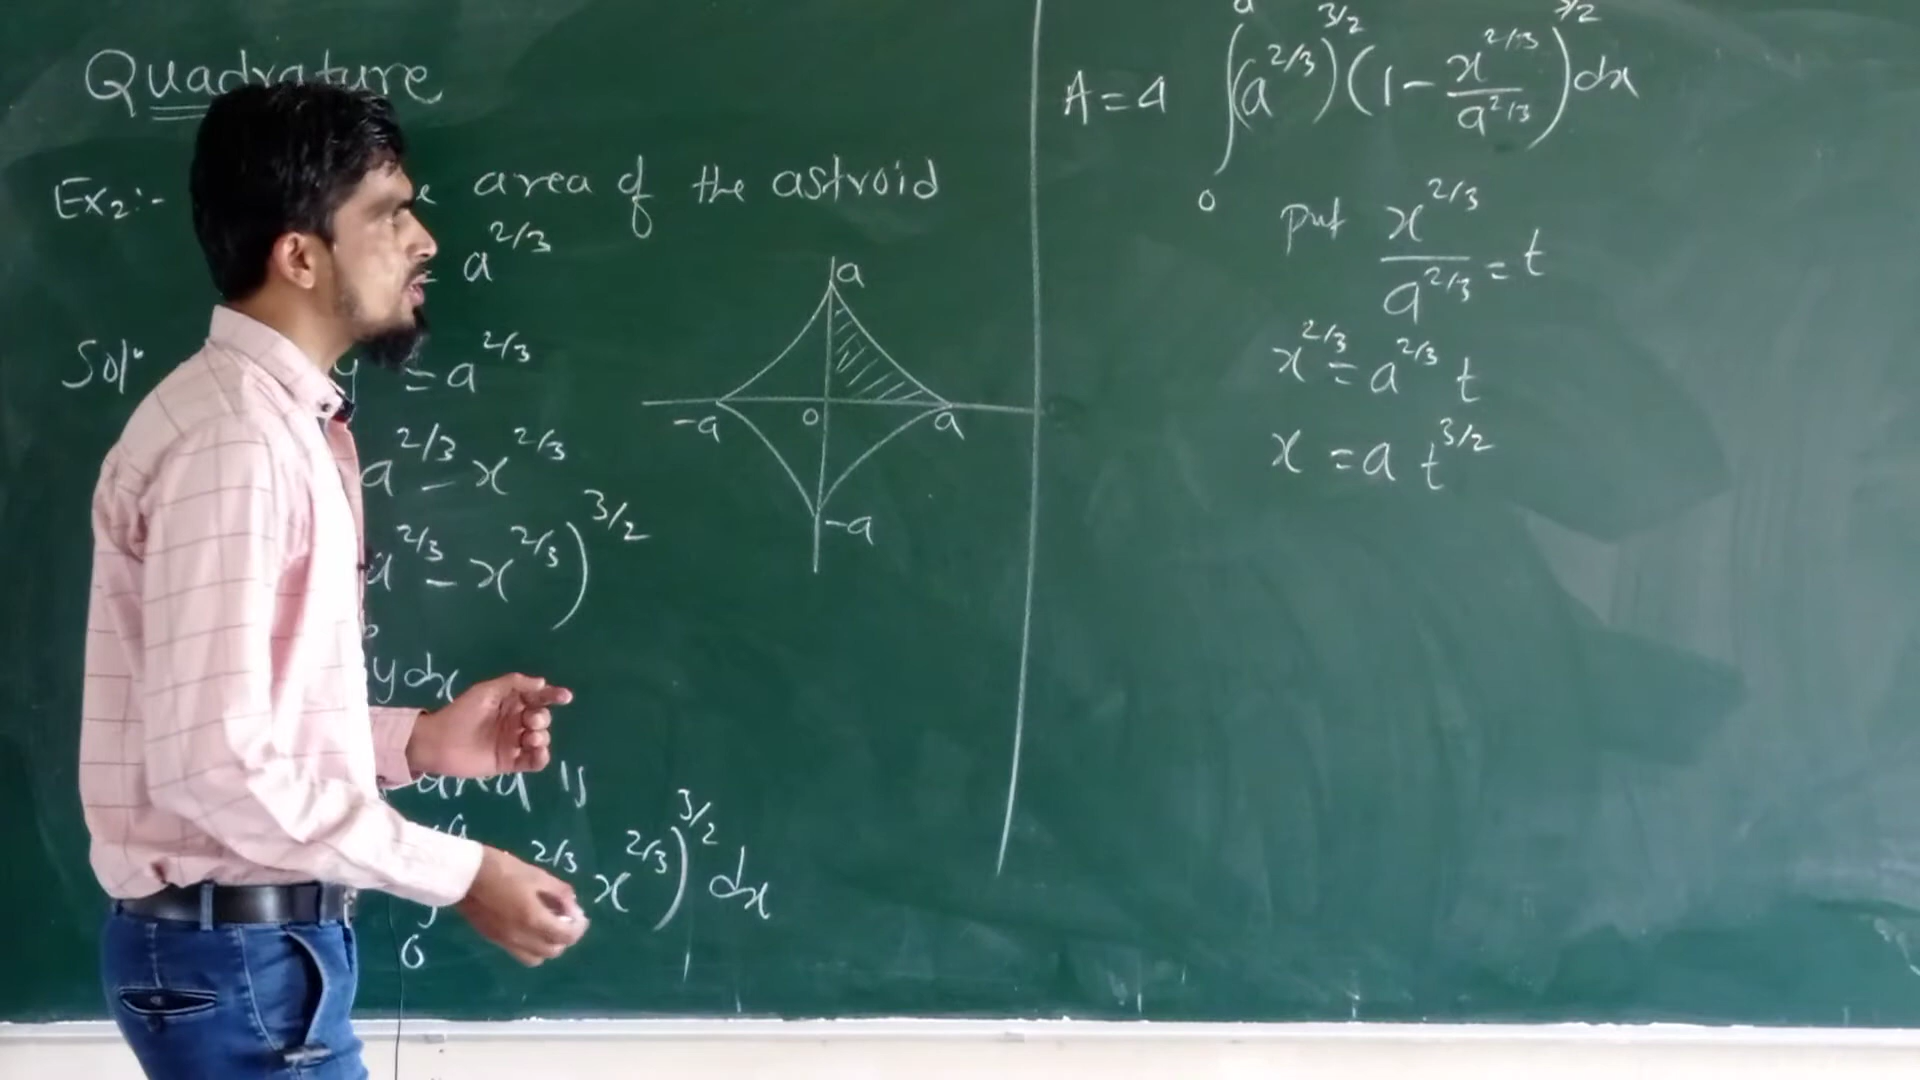 Quadrature
Ex2:- area of the astroid
= a^{2/3}
Sol^n y = a^{2/3}
a^{2/3} - x^{2/3}
a^{2/3} - x^{2/3})^{3/2}
y dx
area is
a
∫
0
2/3 x^{2/3})^{3/2} dx
a
-a 0 a
-a
A = 4 ∫_0^a (a^{2/3})^{3/2} (1 - x^{2/3}/a^{2/3})^{3/2} dx
put x^{2/3}/a^{2/3} = t
x^{2/3} = a^{2/3} t
x = a t^{3/2}